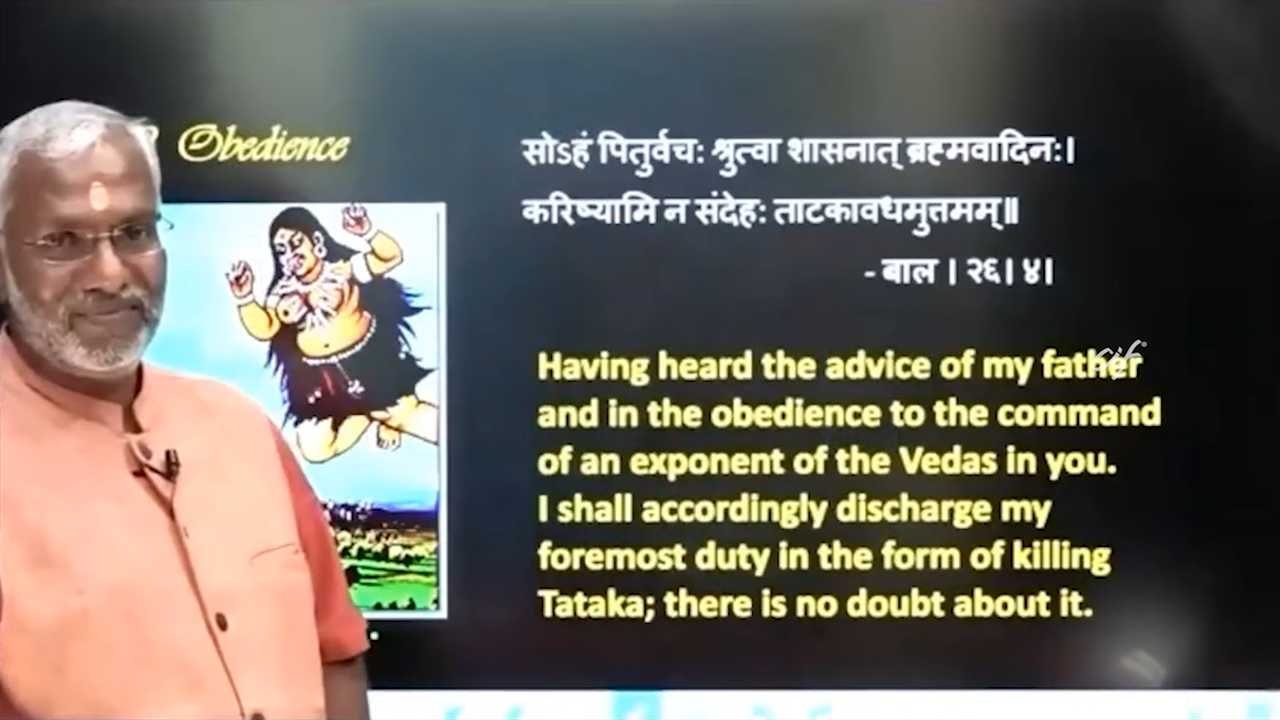 Obedience
सोઽहं पितुर्वचः श्रुत्वा शासनात् ब्रह्मवादिनः।
करिष्यामि न संदेहः ताटकावधमुत्तमम्॥
- बाल । २६। ४।
Having heard the advice of my father
and in the obedience to the command
of an exponent of the Vedas in you.
I shall accordingly discharge my
foremost duty in the form of killing
Tataka; there is no doubt about it.